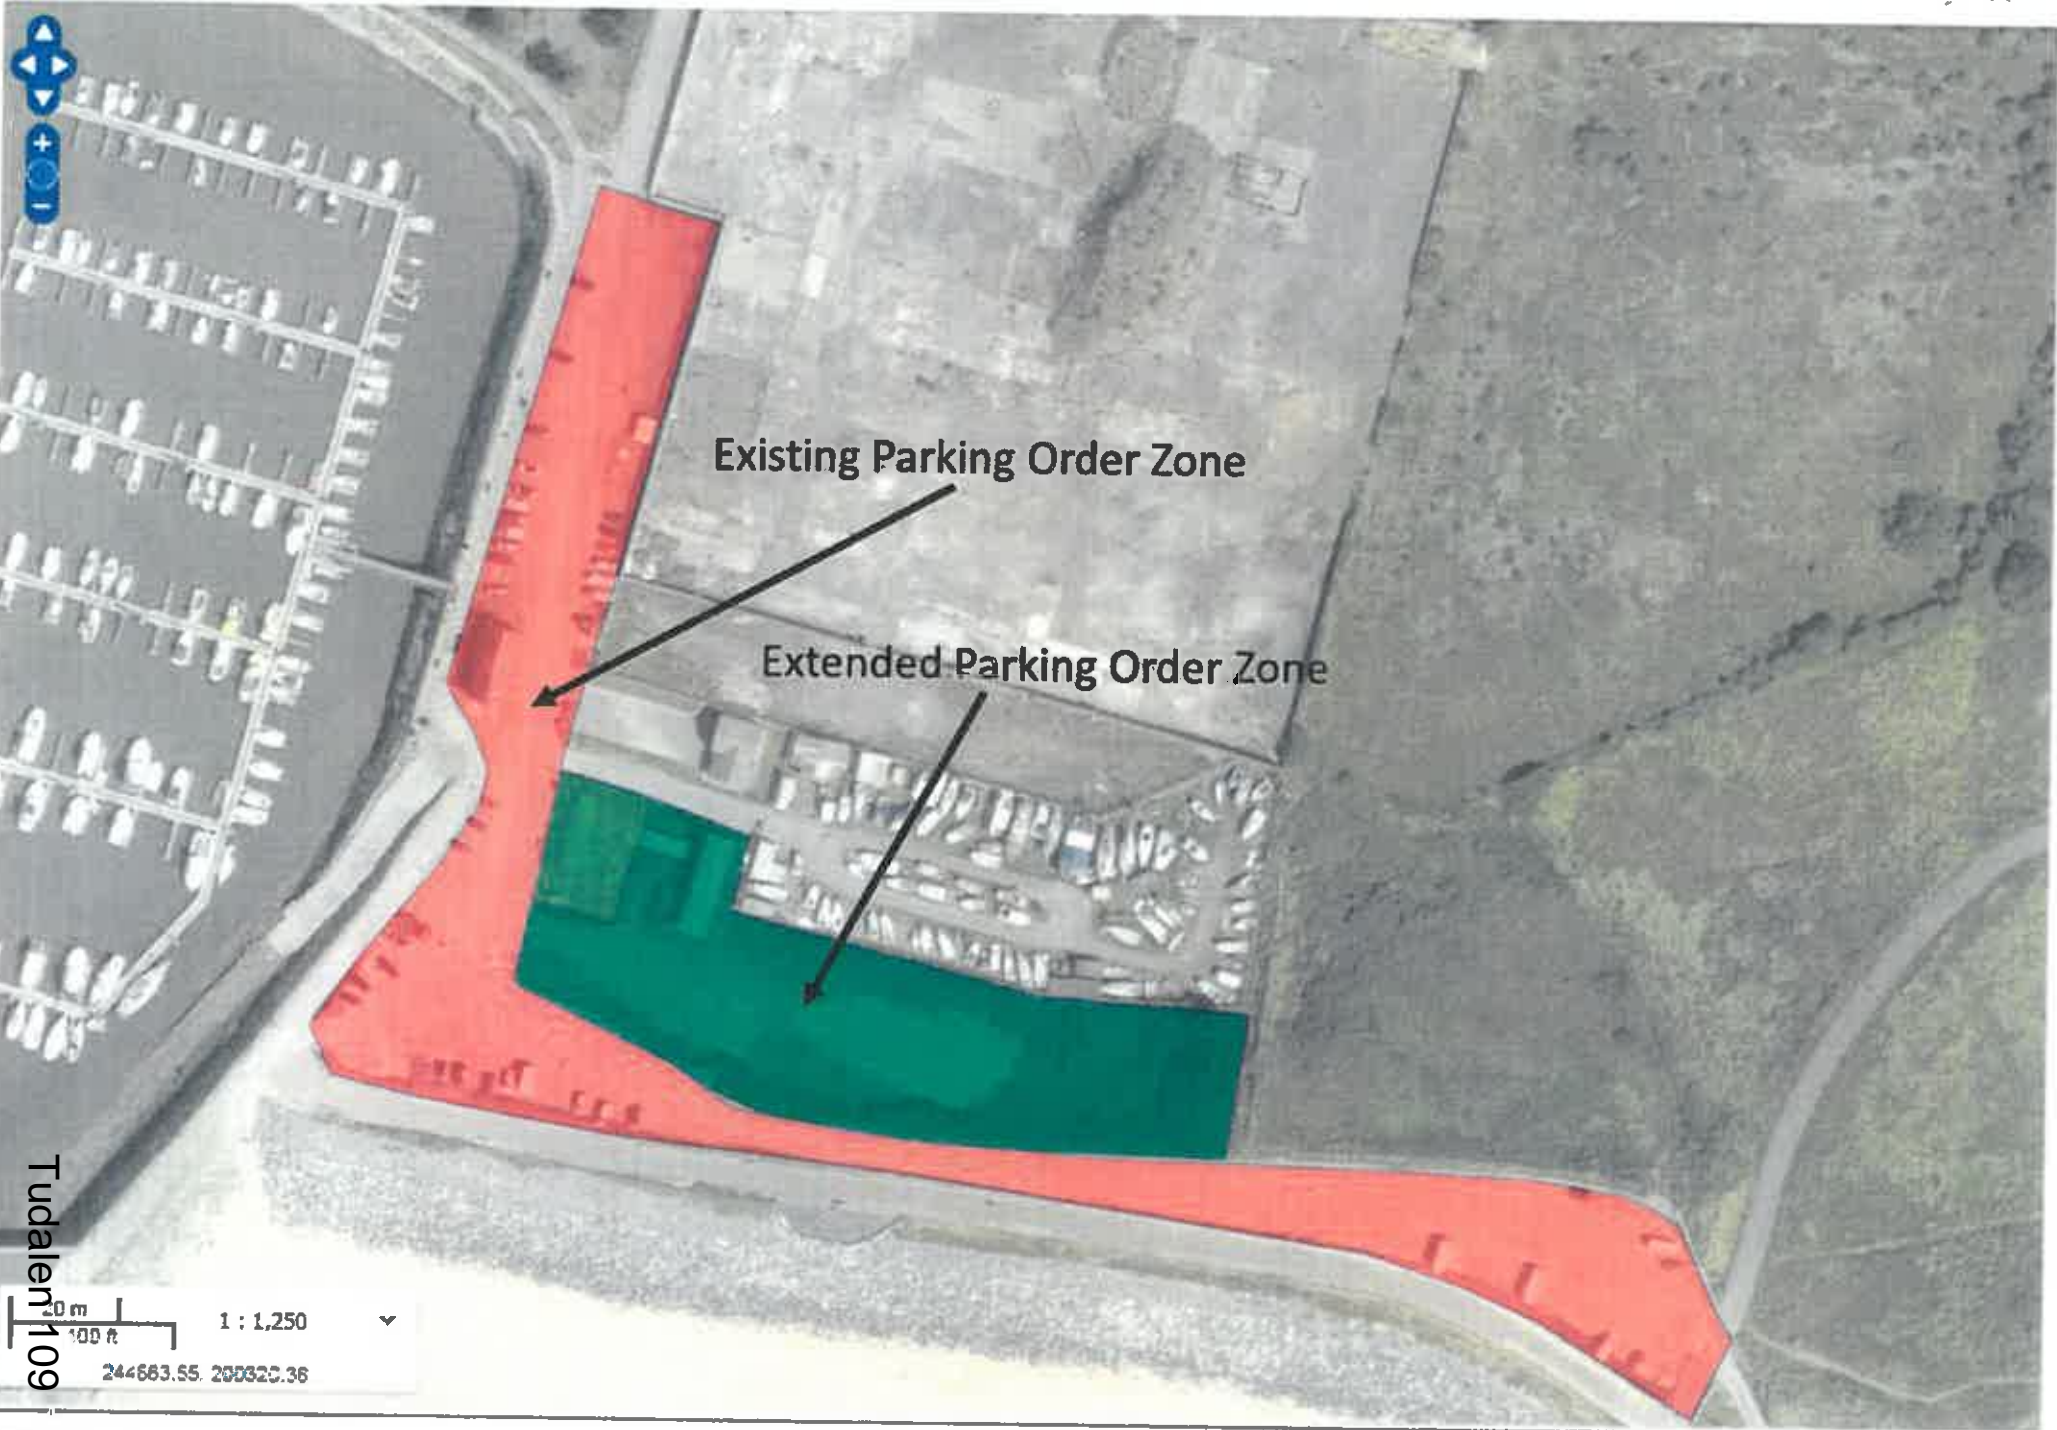 Existing Parking Order Zone
Extended Parking Order Zone
Tudalen 109
20 m
100 ft
1 : 1,250